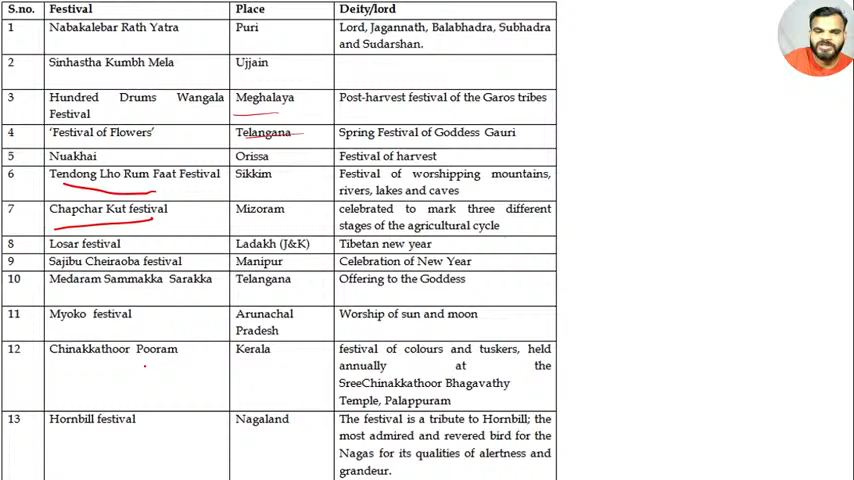 S.no. Festival Place Deity/lord
1 Nabakalebar Rath Yatra Puri Lord, Jagannath, Balabhadra, Subhadra
and Sudarshan.
2 Sinhastha Kumbh Mela Ujjain
3 Hundred Drums Wangala Meghalaya Post-harvest festival of the Garos tribes
Festival
4 'Festival of Flowers' Telangana Spring Festival of Goddess Gauri
5 Nuakhai Orissa Festival of harvest
6 Tendong Lho Rum Faat Festival Sikkim Festival of worshipping mountains,
rivers, lakes and caves
7 Chapchar Kut festival Mizoram celebrated to mark three different
stages of the agricultural cycle
8 Losar festival Ladakh (J&K) Tibetan new year
9 Sajibu Cheiraoba festival Manipur Celebration of New Year
10 Medaram Sammakka Sarakka Telangana Offering to the Goddess
11 Myoko festival Arunachal Worship of sun and moon
Pradesh
12 Chinakkathoor Pooram Kerala festival of colours and tuskers, held
annually at the
SreeChinakkathoor Bhagavathy
Temple, Palappuram
13 Hornbill festival Nagaland The festival is a tribute to Hornbill; the
most admired and revered bird for the
Nagas for its qualities of alertness and
grandeur.